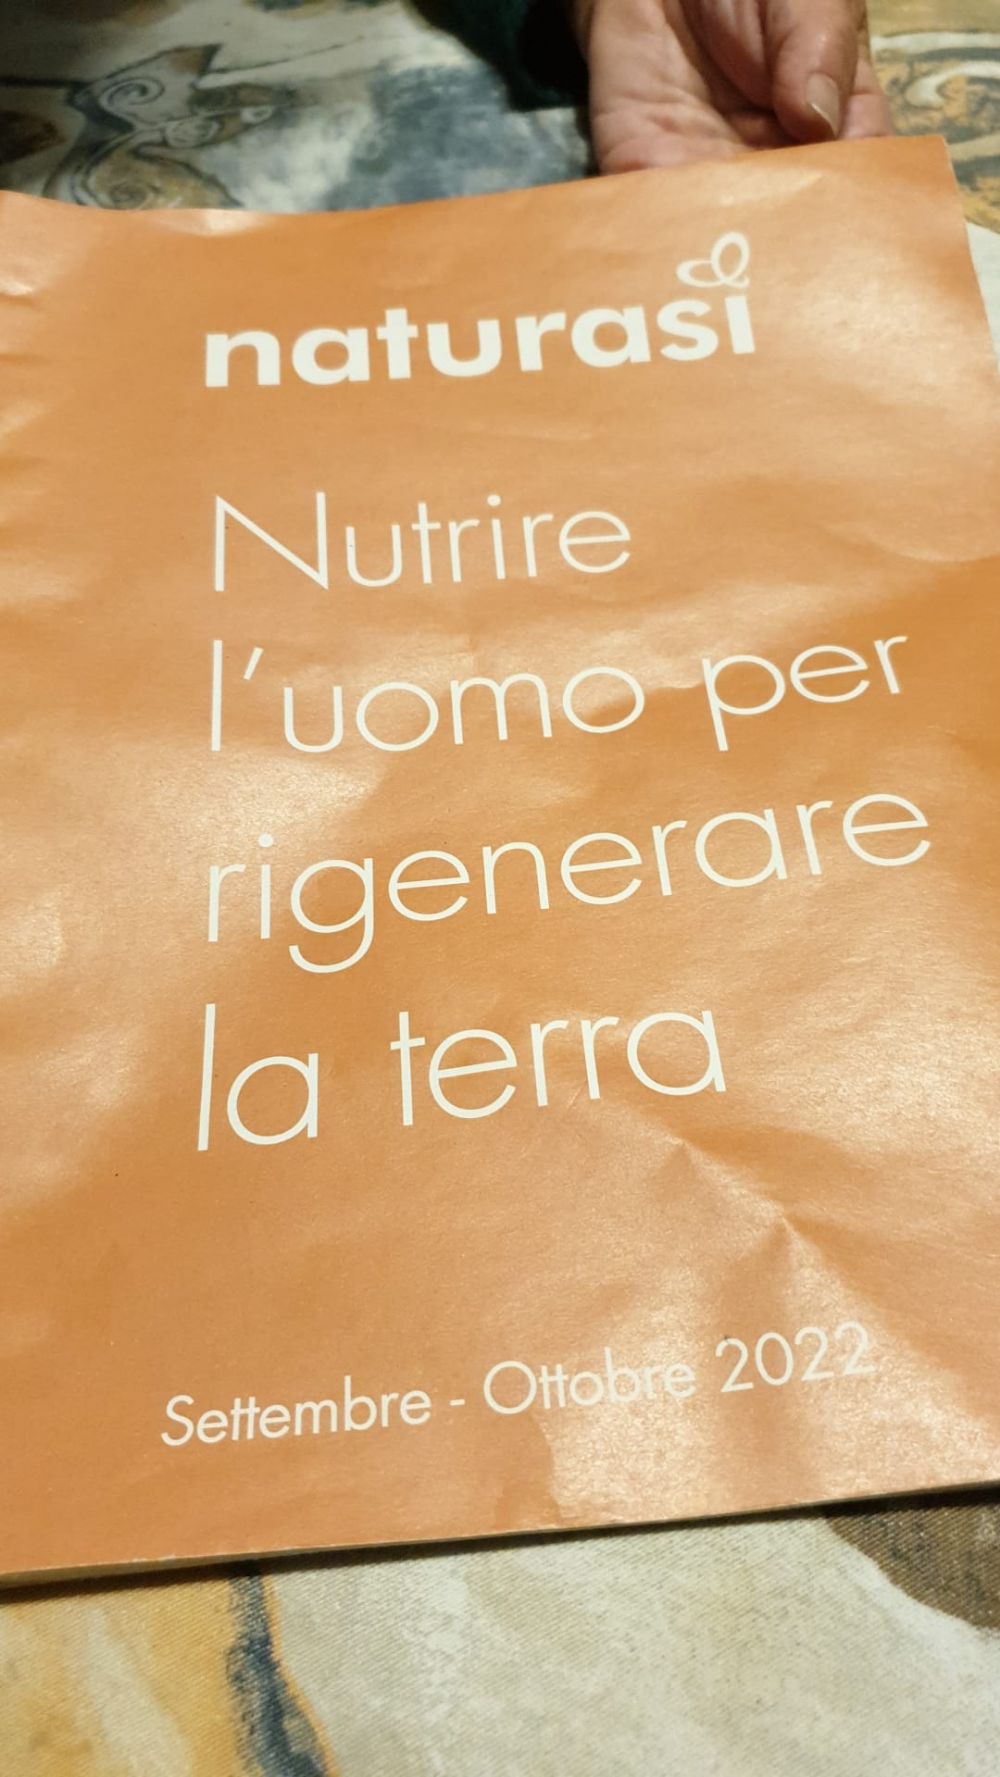 naturasì
Nutrire
l'uomo per
rigenerare
la terra
Settembre - Ottobre 2022